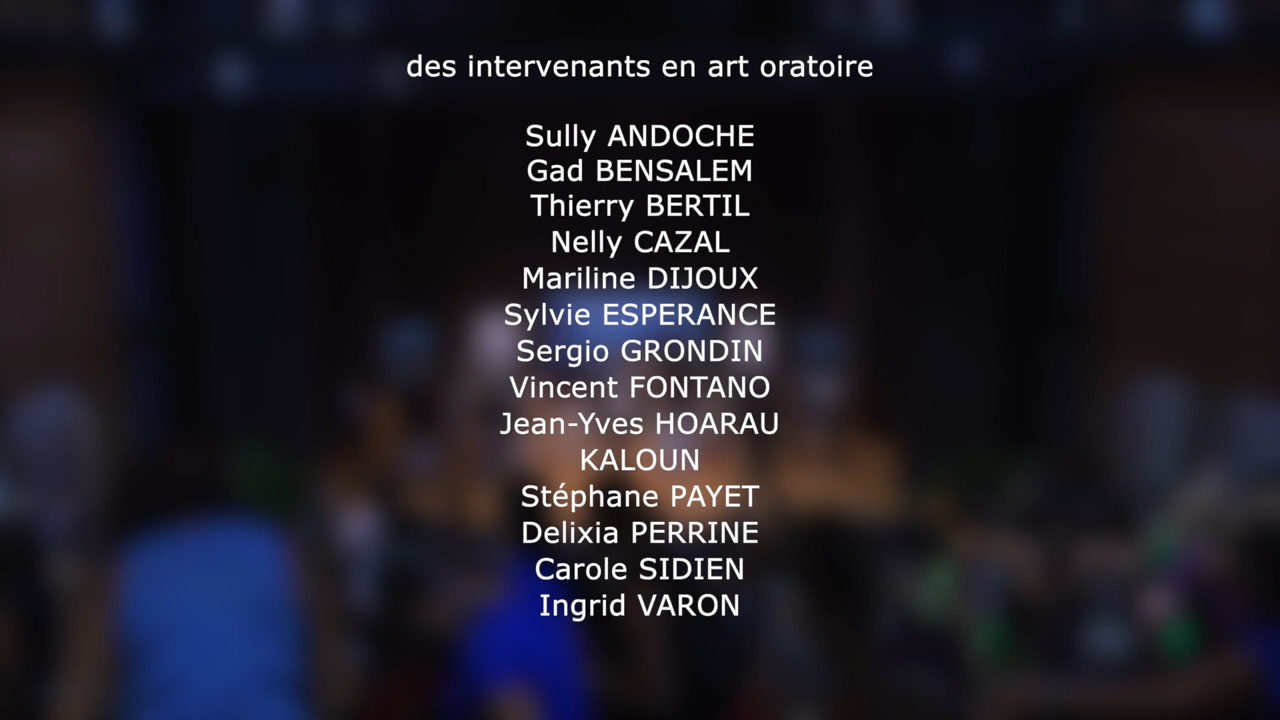 des intervenants en art oratoire
Sully ANDOCHE
Gad BENSALEM
Thierry BERTIL
Nelly CAZAL
Mariline DIJOUX
Sylvie ESPERANCE
Sergio GRONDIN
Vincent FONTANO
Jean-Yves HOARAU
KALOUN
Stéphane PAYET
Delixia PERRINE
Carole SIDIEN
Ingrid VARON